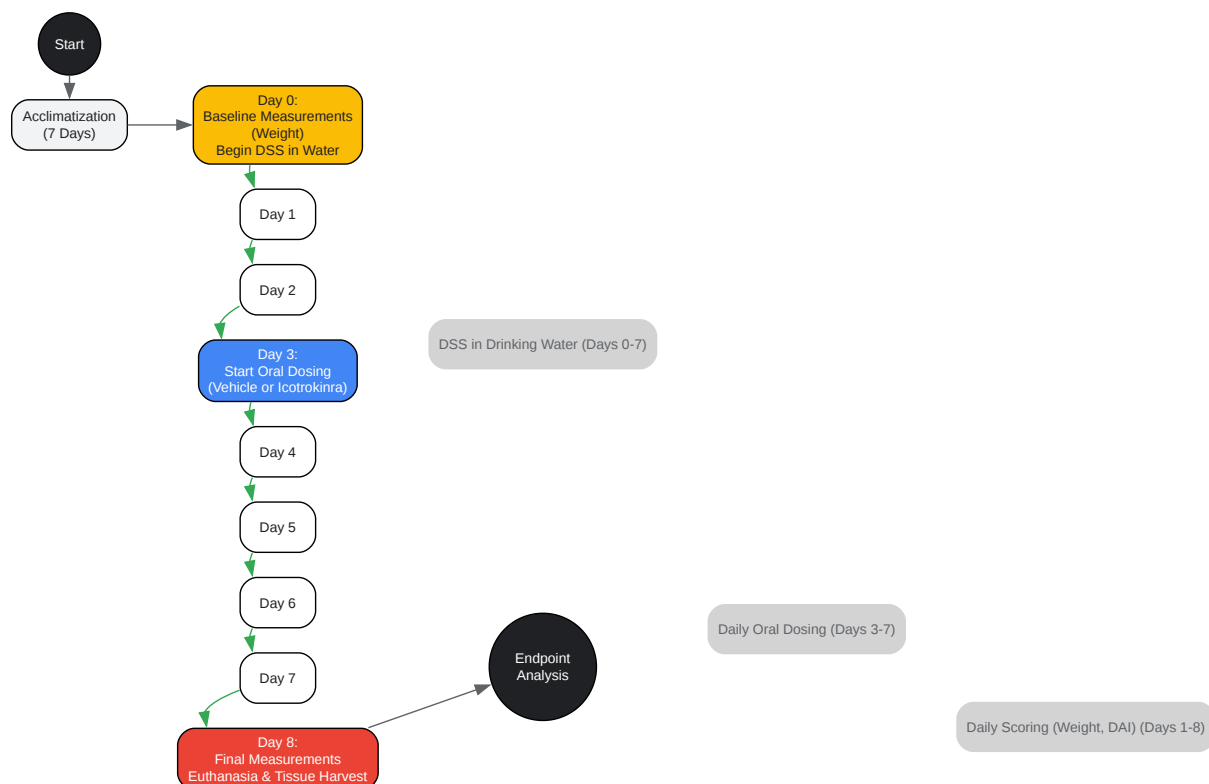 Start
Acclimatization
(7 Days)
Day 0:
Baseline Measurements
(Weight)
Begin DSS in Water
Day 1
Day 2
DSS in Drinking Water (Days 0-7)
Day 3:
Start Oral Dosing
(Vehicle or Icotrokinra)
Day 4
Day 5
Day 6
Daily Oral Dosing (Days 3-7)
Endpoint
Analysis
Day 7
Daily Scoring (Weight, DAI) (Days 1-8)
Day 8:
Final Measurements
Euthanasia & Tissue Harvest